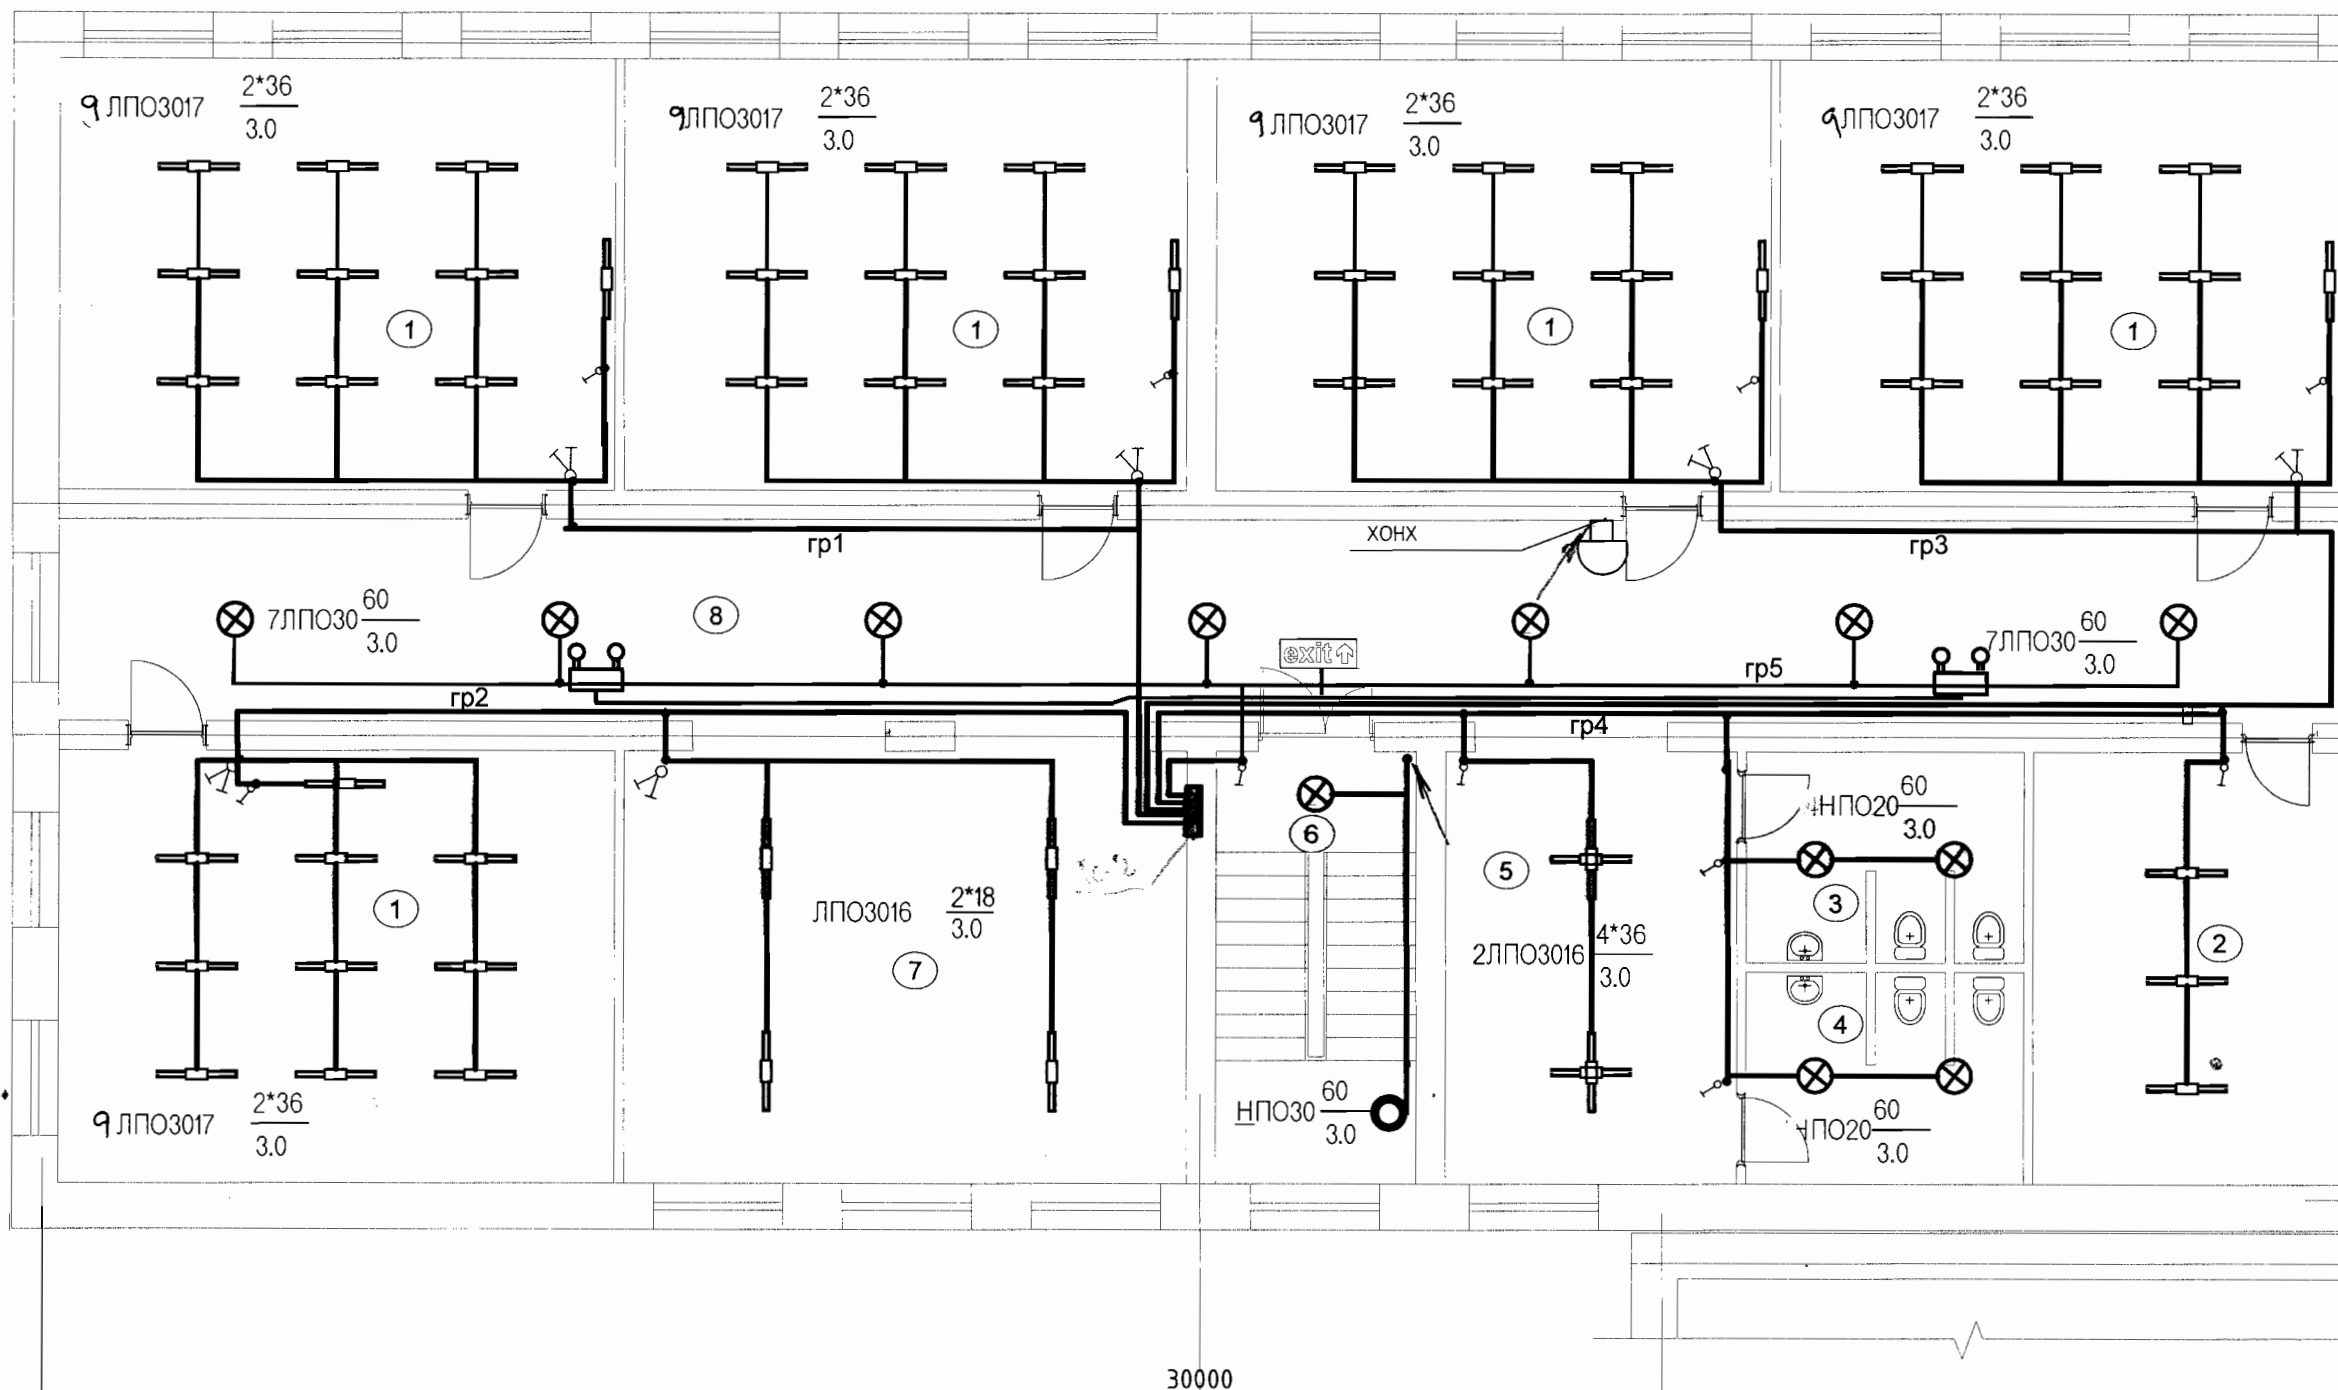 9 ЛПО3017 2*36
3.0
9ЛПО3017 2*36
3.0
9 ЛПО3017 2*36
3.0
9ЛПО3017 2*36
3.0
1
1
1
1
гр1
ХОНХ
гр3
7ЛПО30 60
3.0
8
exit
гр5
7ЛПО30 60
3.0
гр2
гр4
6
5
4НПО20 60
3.0
1
ЛПО3016 2*18
3.0
7
2ЛПО3016 4*36
3.0
3
2
4
9 ЛПО3017 2*36
3.0
НПО30 60
3.0
НПО20 60
3.0
30000